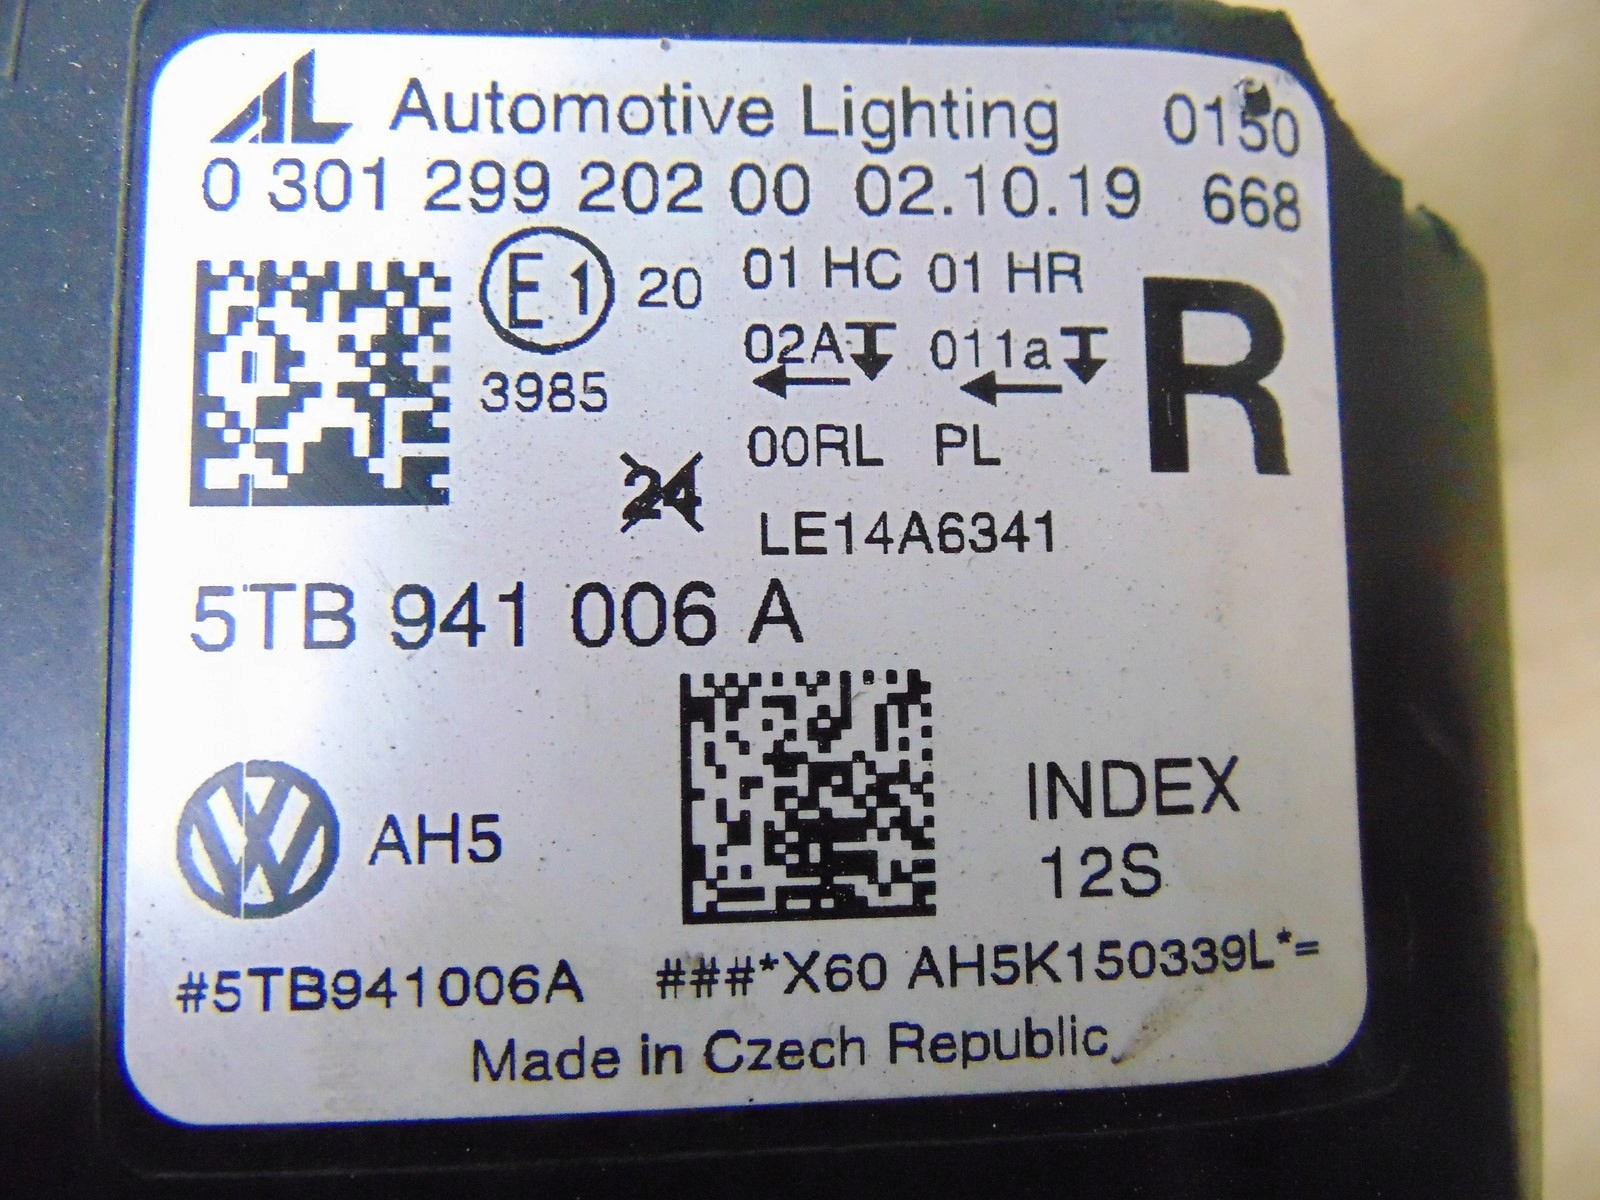 AL Automotive Lighting 0150
0 301 299 202 00 02.10.19 668
E1 20 01 HC 01 HR R
02A 011a
3985
00RL PL
24
LE14A6341
5TB 941 006 A
AH5
INDEX
12S
#5TB941006A ###*X60 AH5K150339L*=
Made in Czech Republic